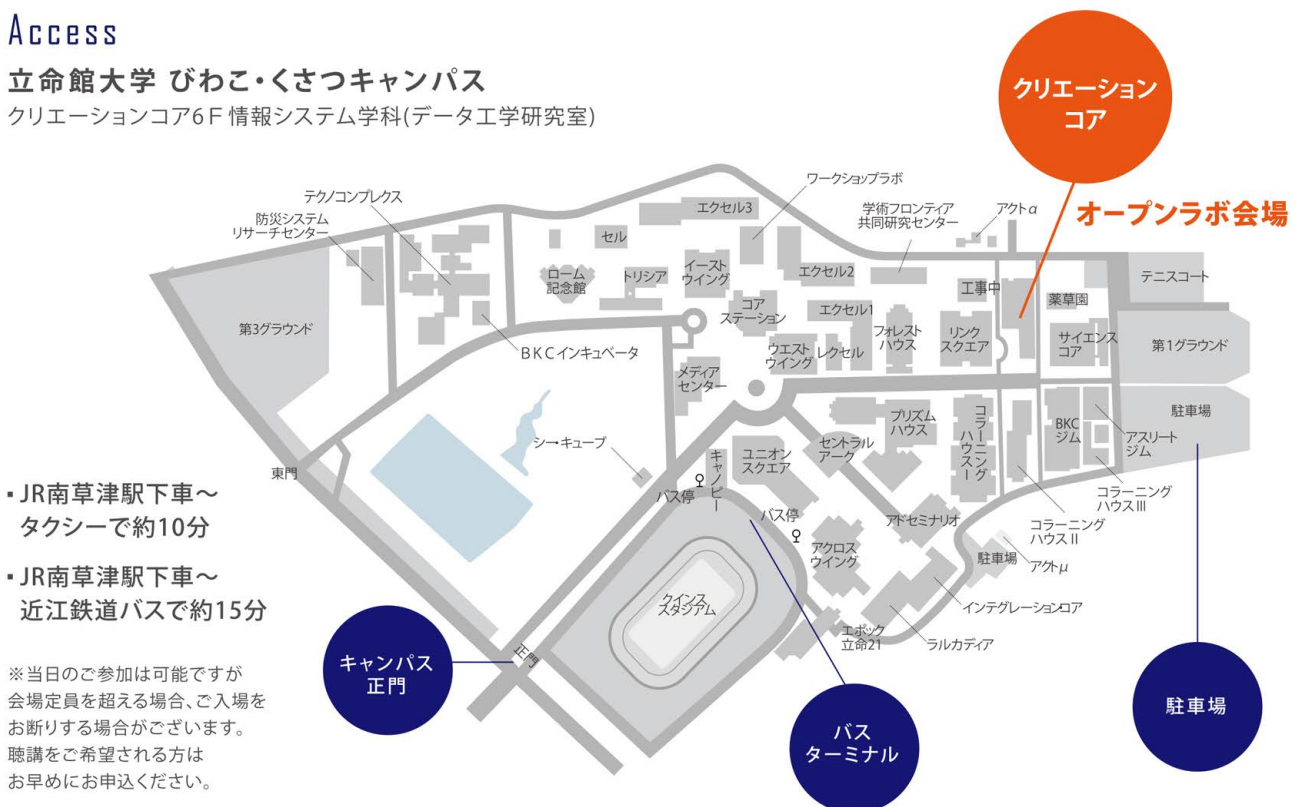 Access
立命館大学 びわこ・くさつキャンパス
クリエーションコア6F 情報システム学科(データ工学研究室)
クリエーション
コア
オープンラボ会場
ワークショップラボ
テクノコンプレクス
エクセル3
学術フロンティア
共同研究センター
アクトα
防災システム
リサーチセンター
セル
イースト
ウイング
エクセル2
テニスコート
ローム
記念館
トリシア
工事中
薬草園
コア
ステーション
エクセル1
第3グラウンド
フォレスト
ハウス
リンク
スクエア
サイエンス
コア
第1グラウンド
BKCインキュベータ
ウエスト
ウイング
レクセル
メディア
センター
プリズム
ハウス
コラーニング
ハウスI
BKC
ジム
駐車場
アスリート
ジム
シー・キューブ
キャノピー
ユニオン
スクエア
セントラル
アーク
東門
バス停
バス停
コラーニング
ハウスIII
アドセミナリオ
コラーニング
ハウスII
アクロス
ウイング
駐車場
アクトμ
クインス
スタジアム
インテグレーションコア
エポック
立命21
ラルカディア
正門
▪ JR南草津駅下車〜
タクシーで約10分
▪ JR南草津駅下車〜
近江鉄道バスで約15分
キャンパス
正門
バス
ターミナル
駐車場
※当日のご参加は可能ですが
会場定員を超える場合、ご入場を
お断りする場合がございます。
聴講をご希望される方は
お早めにお申込ください。